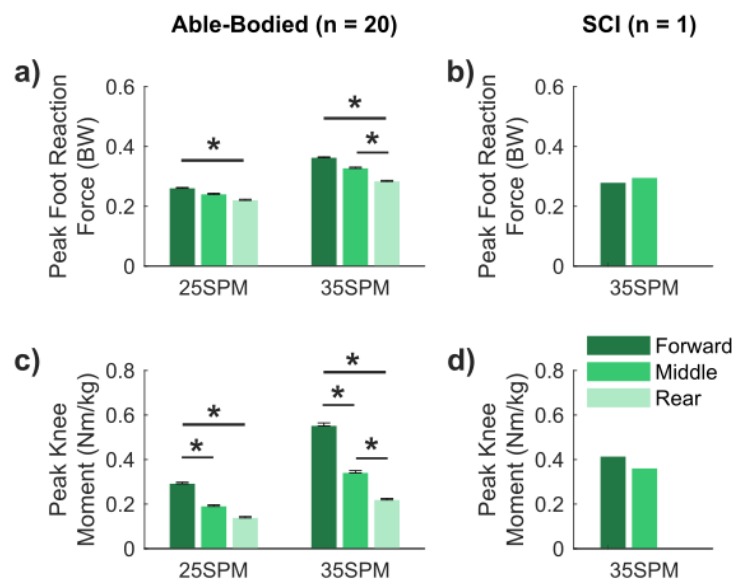 Able-Bodied (n = 20)
SCI (n = 1)
a)
Peak Foot Reaction
Force (BW)
0.6
0.4
0.2
0
*
*
*
25SPM
35SPM
b)
Peak Foot Reaction
Force (BW)
0.6
0.4
0.2
0
35SPM
c)
Peak Knee
Moment (Nm/kg)
0.8
0.6
0.4
0.2
0
*
*
*
*
*
25SPM
35SPM
d)
Peak Knee
Moment (Nm/kg)
0.8
0.6
0.4
0.2
0
Forward
Middle
Rear
35SPM